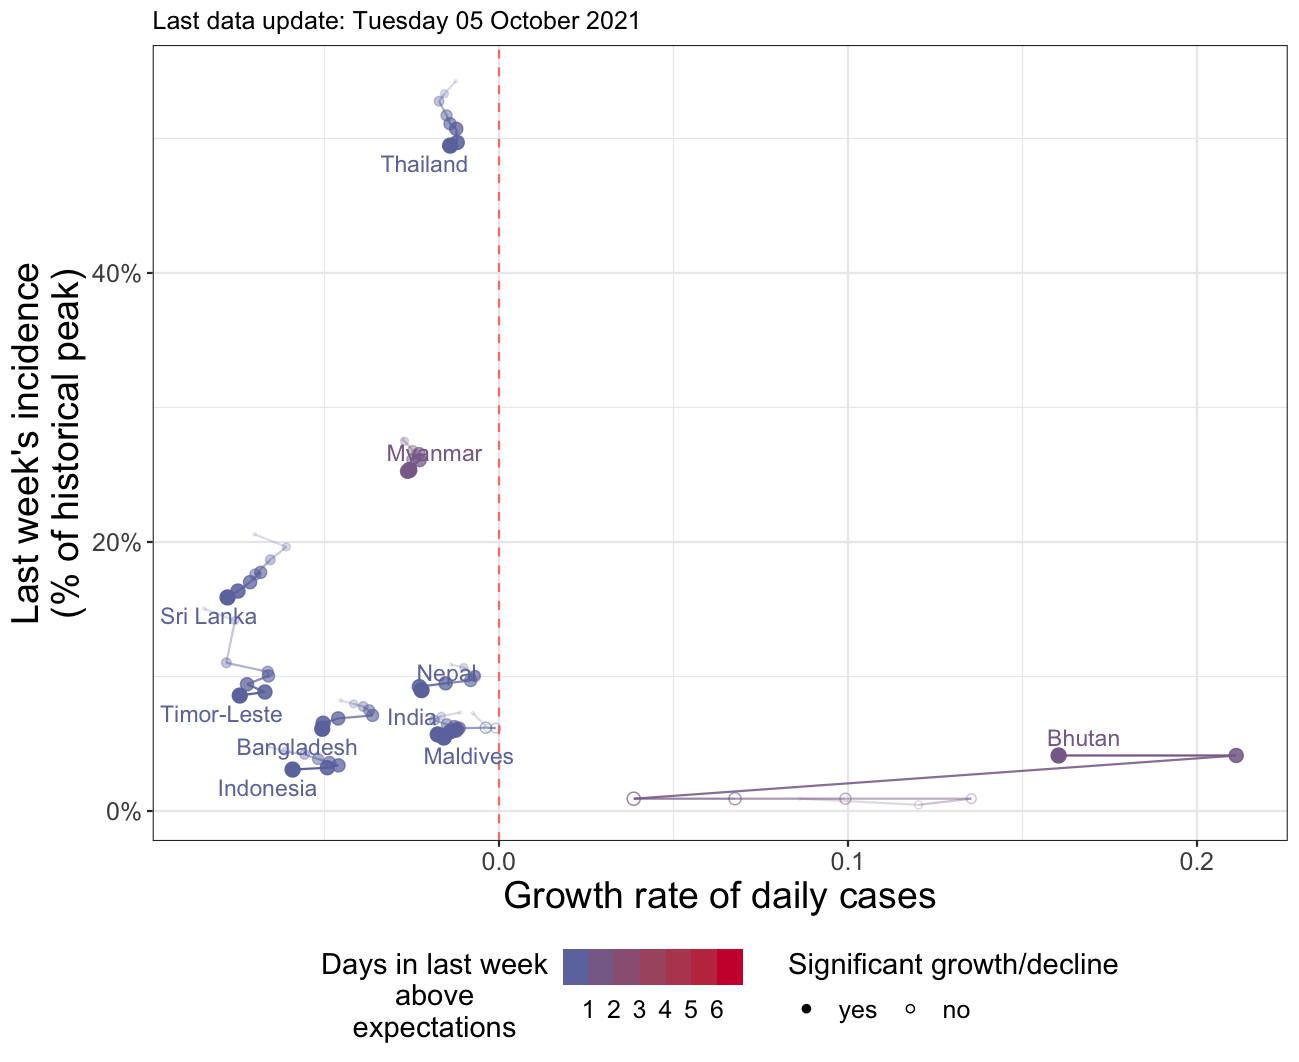 Last data update: Tuesday 05 October 2021
Last week's incidence
(% of historical peak)
40%
20%
0%
Thailand
Myanmar
Sri Lanka
Nepal
Timor-Leste
India
Bhutan
Bangladesh
Maldives
Indonesia
0.0
0.1
0.2
Growth rate of daily cases
Days in last week
above
expectations
1 2 3 4 5 6
Significant growth/decline
yes
no